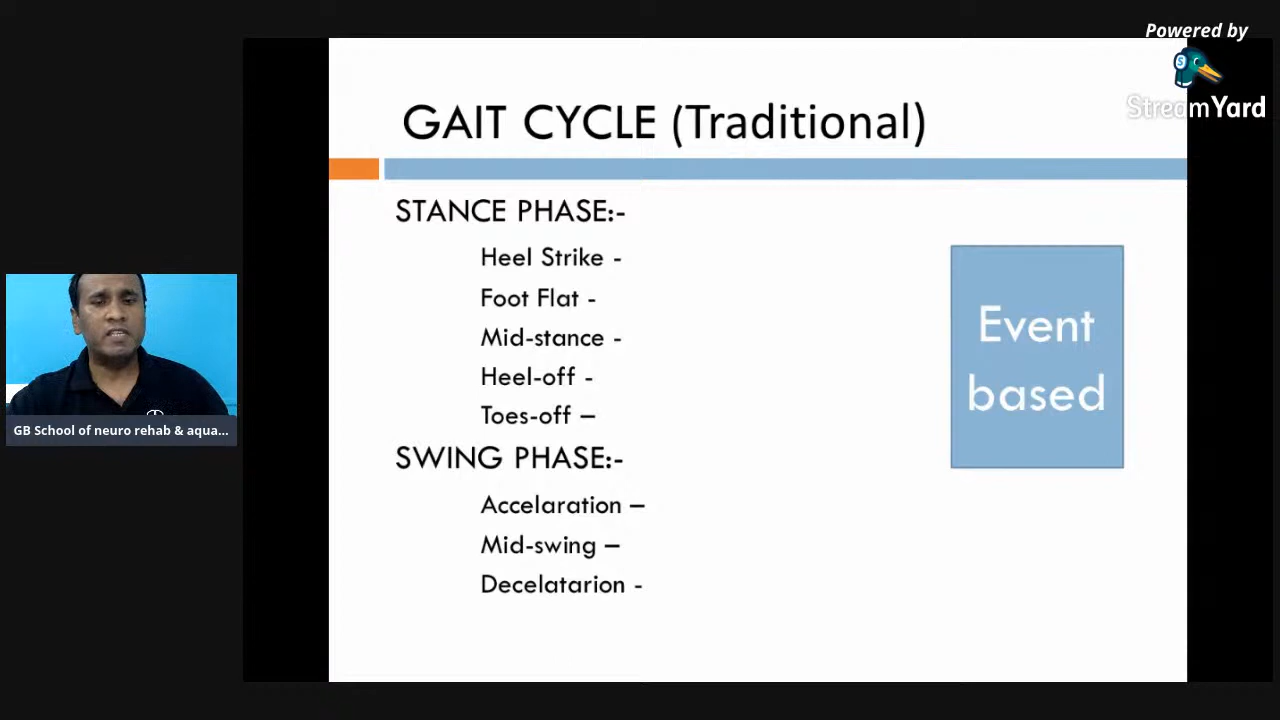 Powered by
StreamYard
GAIT CYCLE (Traditional)
STANCE PHASE:-
Heel Strike -
Foot Flat -
Mid-stance -
Heel-off -
Toes-off –
SWING PHASE:-
Accelaration –
Mid-swing –
Decelatarion -
Event
based
GB School of neuro rehab & aqua...